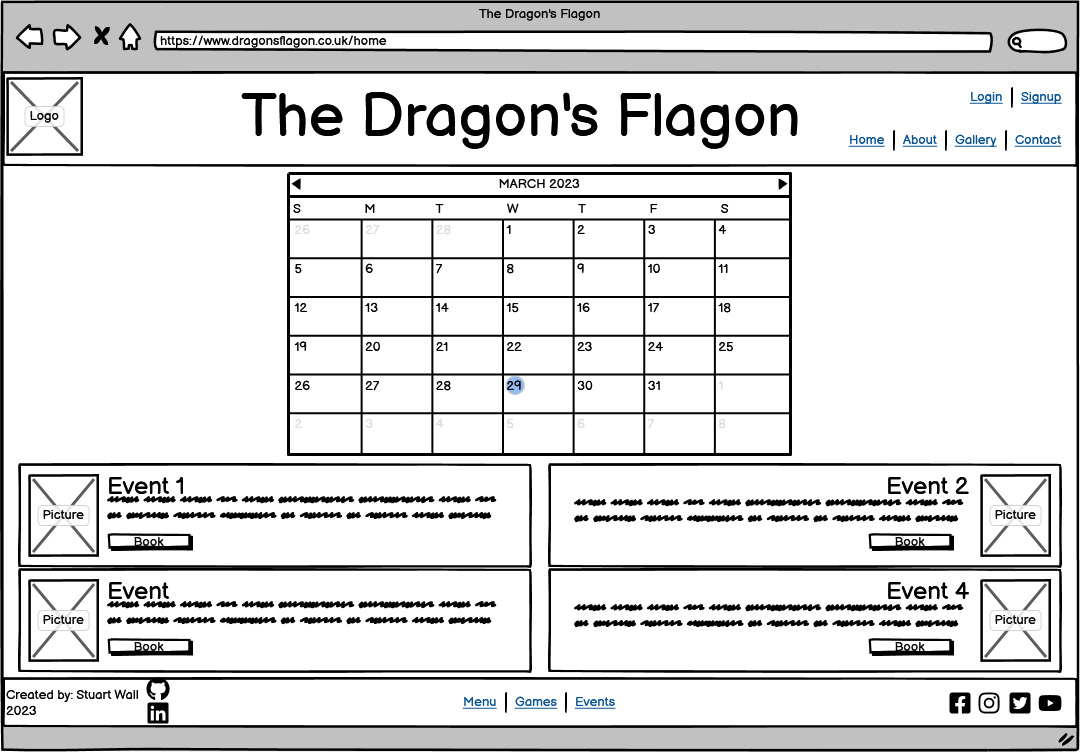 The Dragon's Flagon
https://www.dragonsflagon.co.uk/home
Logo
The Dragon's Flagon
Login Signup
Home About Gallery Contact
MARCH 2023
S M T W T F S
26 27 28 1 2 3 4
5 6 7 8 9 10 11
12 13 14 15 16 17 18
19 20 21 22 23 24 25
26 27 28 29 30 31 1
2 3 4 5 6 7 8
Picture
Event 1
Book
Event 2
Book
Picture
Picture
Event
Book
Event 4
Book
Picture
Created by: Stuart Wall
2023
Menu Games Events